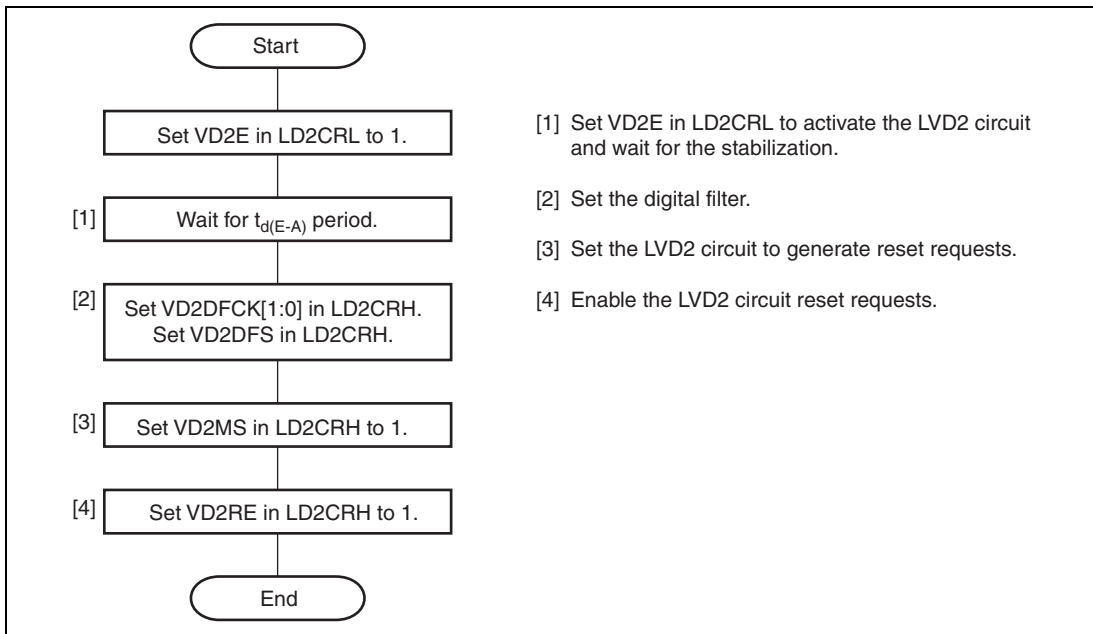 Start
Set VD2E in LD2CRL to 1.
[1] Wait for td(E-A) period.
[2] Set VD2DFCK[1:0] in LD2CRH.
Set VD2DFS in LD2CRH.
[3] Set VD2MS in LD2CRH to 1.
[4] Set VD2RE in LD2CRH to 1.
End
[1] Set VD2E in LD2CRL to activate the LVD2 circuit
and wait for the stabilization.
[2] Set the digital filter.
[3] Set the LVD2 circuit to generate reset requests.
[4] Enable the LVD2 circuit reset requests.